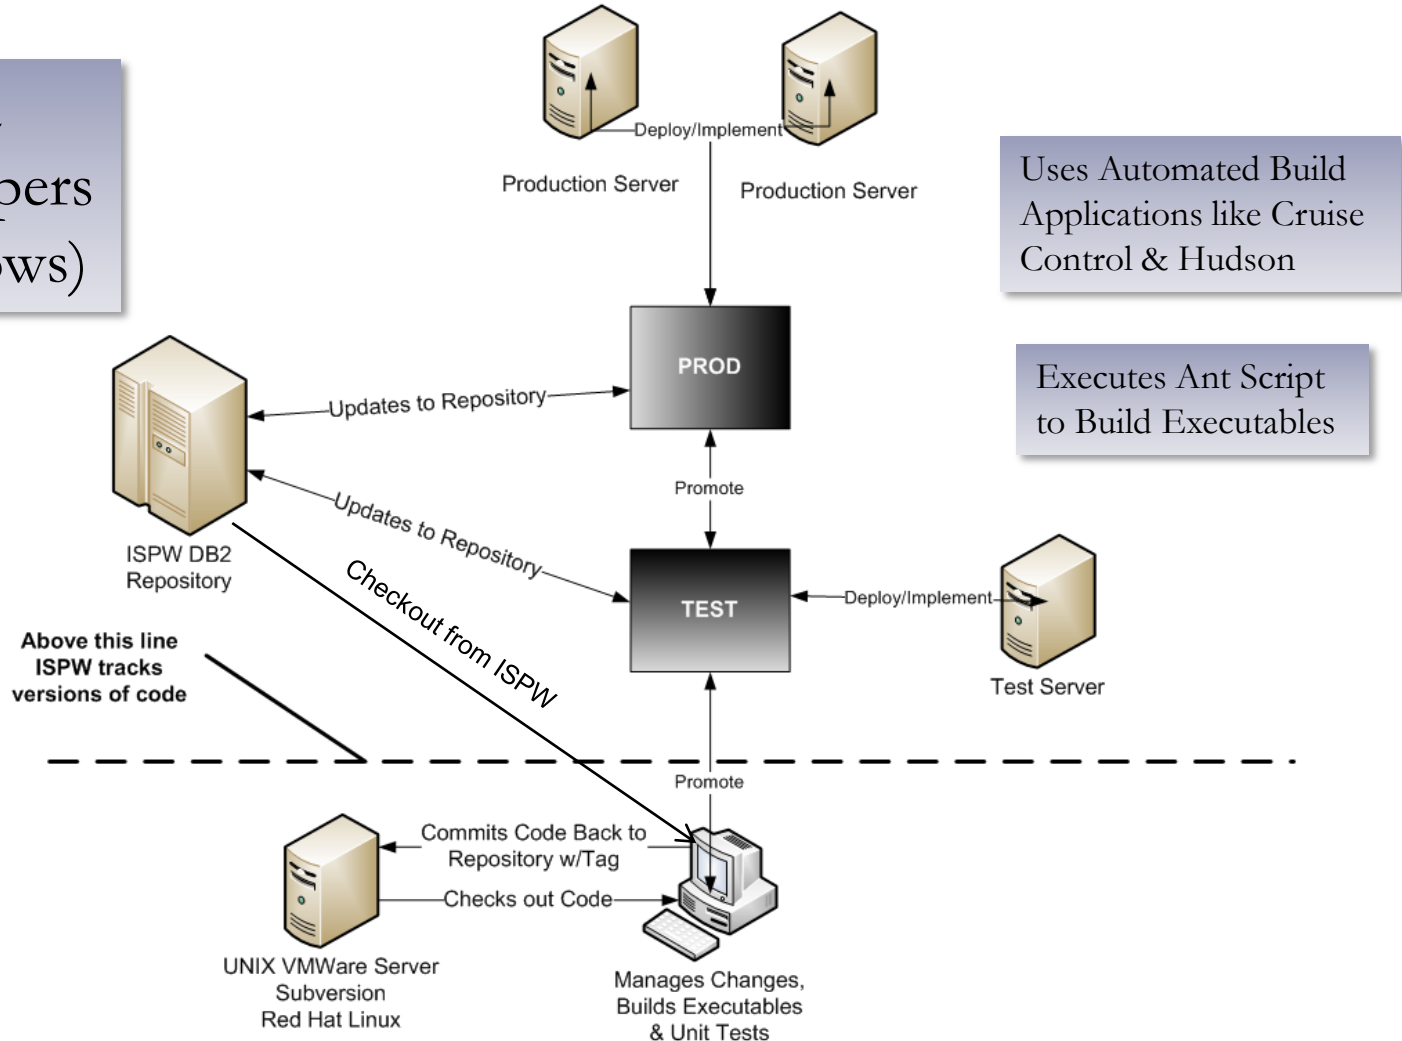 Deploy/Implement
Production Server
Production Server
Uses Automated Build
Applications like Cruise
Control & Hudson
PROD
Executes Ant Script
to Build Executables
Updates to Repository
Promote
Updates to Repository
ISPW DB2
Repository
TEST
Deploy/Implement
Test Server
Checkout from ISPW
Above this line
ISPW tracks
versions of code
Promote
Commits Code Back to
Repository w/Tag
Checks out Code
UNIX VMWare Server
Subversion
Red Hat Linux
Manages Changes,
Builds Executables
& Unit Tests